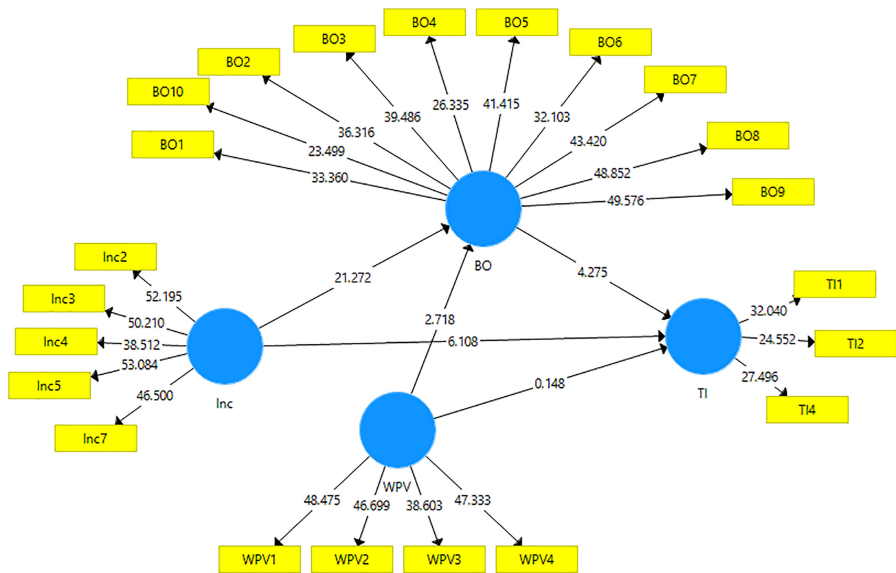 BO4
BO5
BO3
BO6
BO2
BO7
BO10
BO1
BO8
BO9
33.360
23.499
36.316
39.486
26.335
41.415
32.103
43.420
48.852
49.576
BO
Inc2
Inc3
Inc4
Inc5
Inc7
52.195
50.210
38.512
53.084
46.500
Inc
21.272
2.718
4.275
6.108
0.148
TI1
TI2
TI4
32.040
24.552
27.496
TI
WPV
48.475
46.699
38.603
47.333
WPV1
WPV2
WPV3
WPV4